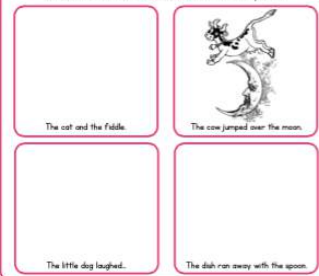 The cat and the fiddle.
The cow jumped over the moon.
The little dog laughed...
The dish ran away with the spoon.